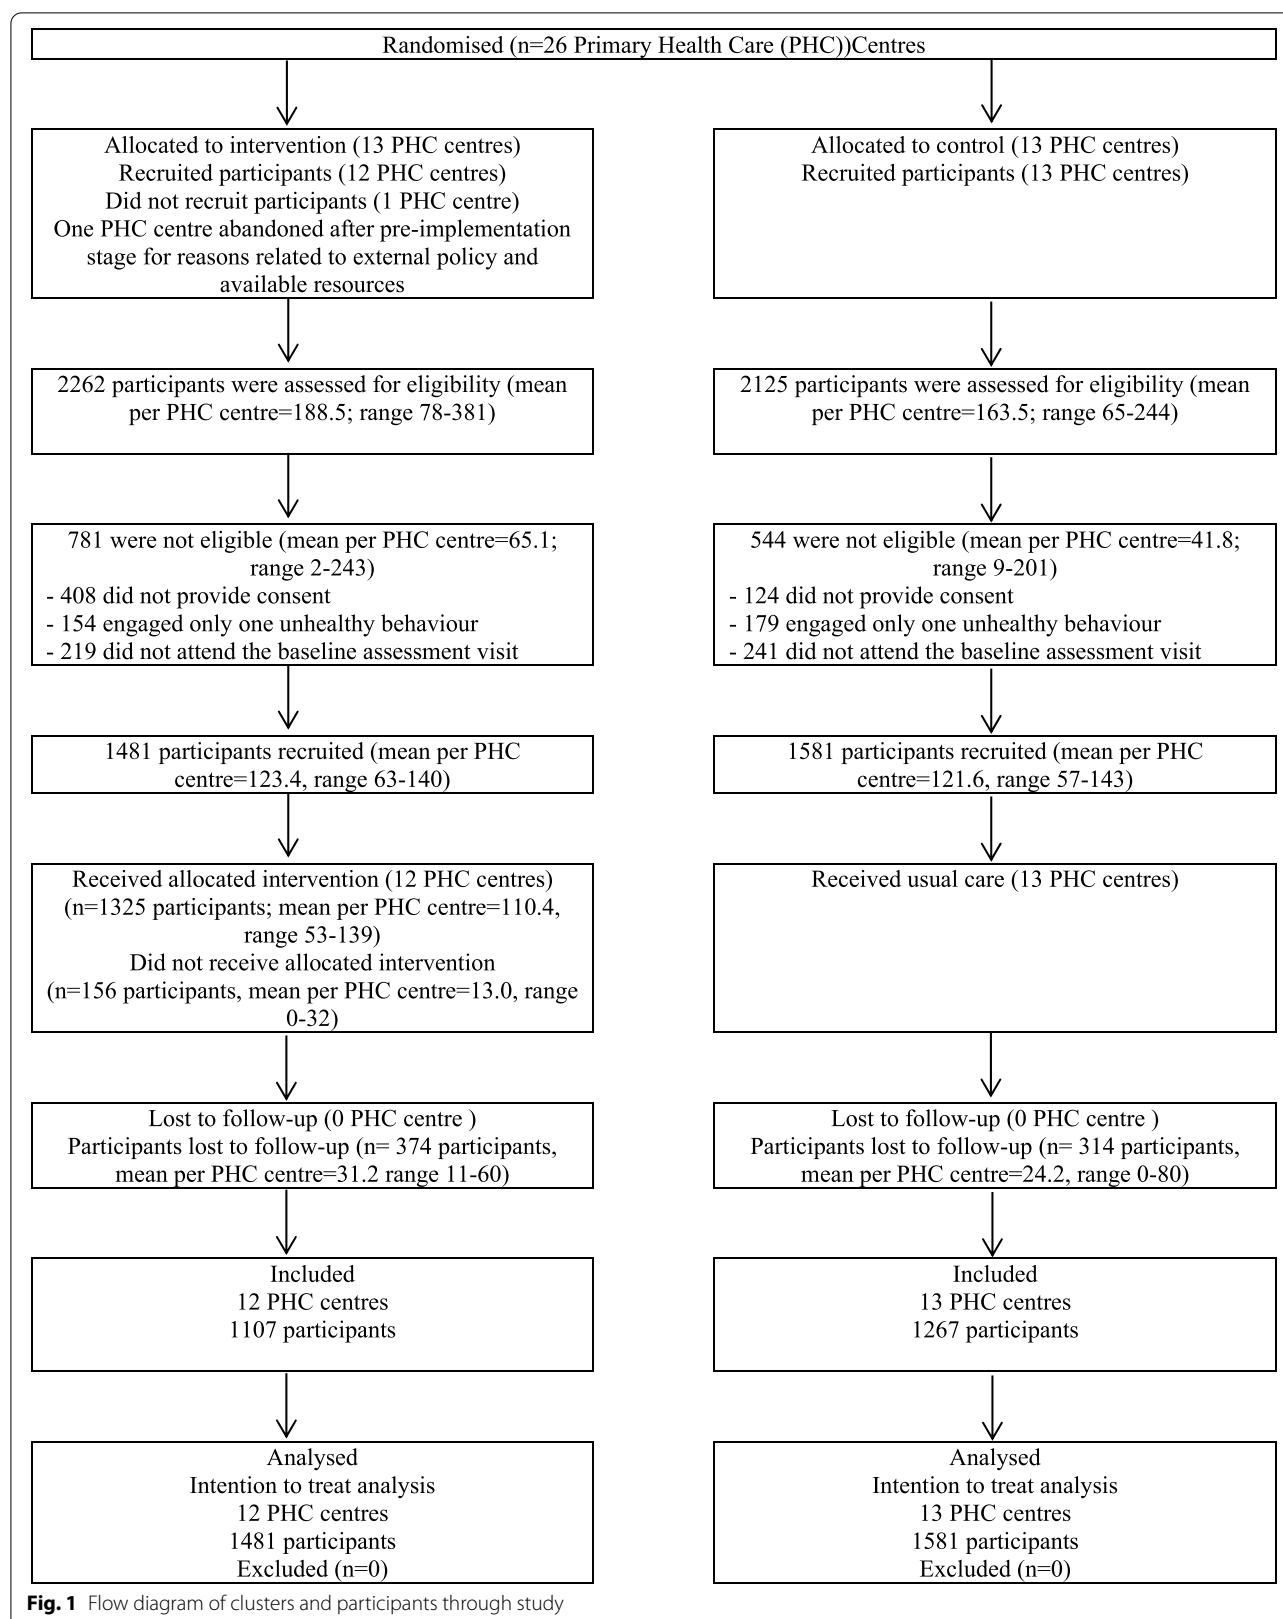 Randomised (n=26 Primary Health Care (PHC))Centres
Allocated to intervention (13 PHC centres)
Recruited participants (12 PHC centres)
Did not recruit participants (1 PHC centre)
One PHC centre abandoned after pre-implementation
stage for reasons related to external policy and
available resources
Allocated to control (13 PHC centres)
Recruited participants (13 PHC centres)
2262 participants were assessed for eligibility (mean
per PHC centre=188.5; range 78-381)
2125 participants were assessed for eligibility (mean
per PHC centre=163.5; range 65-244)
781 were not eligible (mean per PHC centre=65.1;
range 2-243)
- 408 did not provide consent
- 154 engaged only one unhealthy behaviour
- 219 did not attend the baseline assessment visit
544 were not eligible (mean per PHC centre=41.8;
range 9-201)
- 124 did not provide consent
- 179 engaged only one unhealthy behaviour
- 241 did not attend the baseline assessment visit
1481 participants recruited (mean per PHC
centre=123.4, range 63-140)
1581 participants recruited (mean per PHC
centre=121.6, range 57-143)
Received allocated intervention (12 PHC centres)
(n=1325 participants; mean per PHC centre=110.4,
range 53-139)
Did not receive allocated intervention
(n=156 participants, mean per PHC centre=13.0, range
0-32)
Received usual care (13 PHC centres)
Lost to follow-up (0 PHC centre )
Participants lost to follow-up (n= 374 participants,
mean per PHC centre=31.2 range 11-60)
Lost to follow-up (0 PHC centre )
Participants lost to follow-up (n= 314 participants,
mean per PHC centre=24.2, range 0-80)
Included
12 PHC centres
1107 participants
Included
13 PHC centres
1267 participants
Analysed
Intention to treat analysis
12 PHC centres
1481 participants
Excluded (n=0)
Analysed
Intention to treat analysis
13 PHC centres
1581 participants
Excluded (n=0)
Fig. 1 Flow diagram of clusters and participants through study